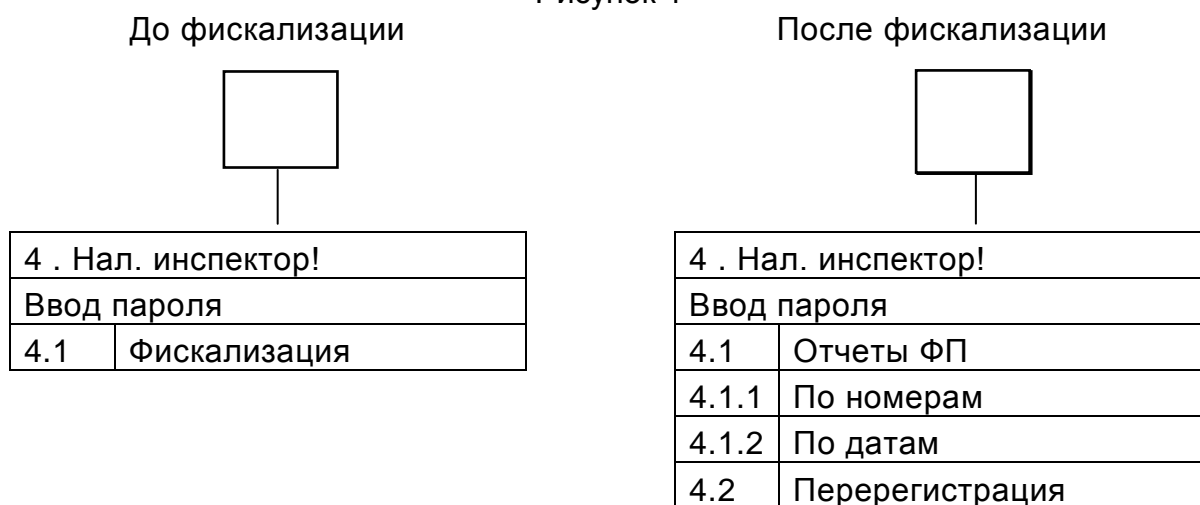 До фискализации
После фискализации
4 . Нал. инспектор!
Ввод пароля
4.1 Фискализация
4 . Нал. инспектор!
Ввод пароля
4.1 Отчеты ФП
4.1.1 По номерам
4.1.2 По датам
4.2 Перерегистрация